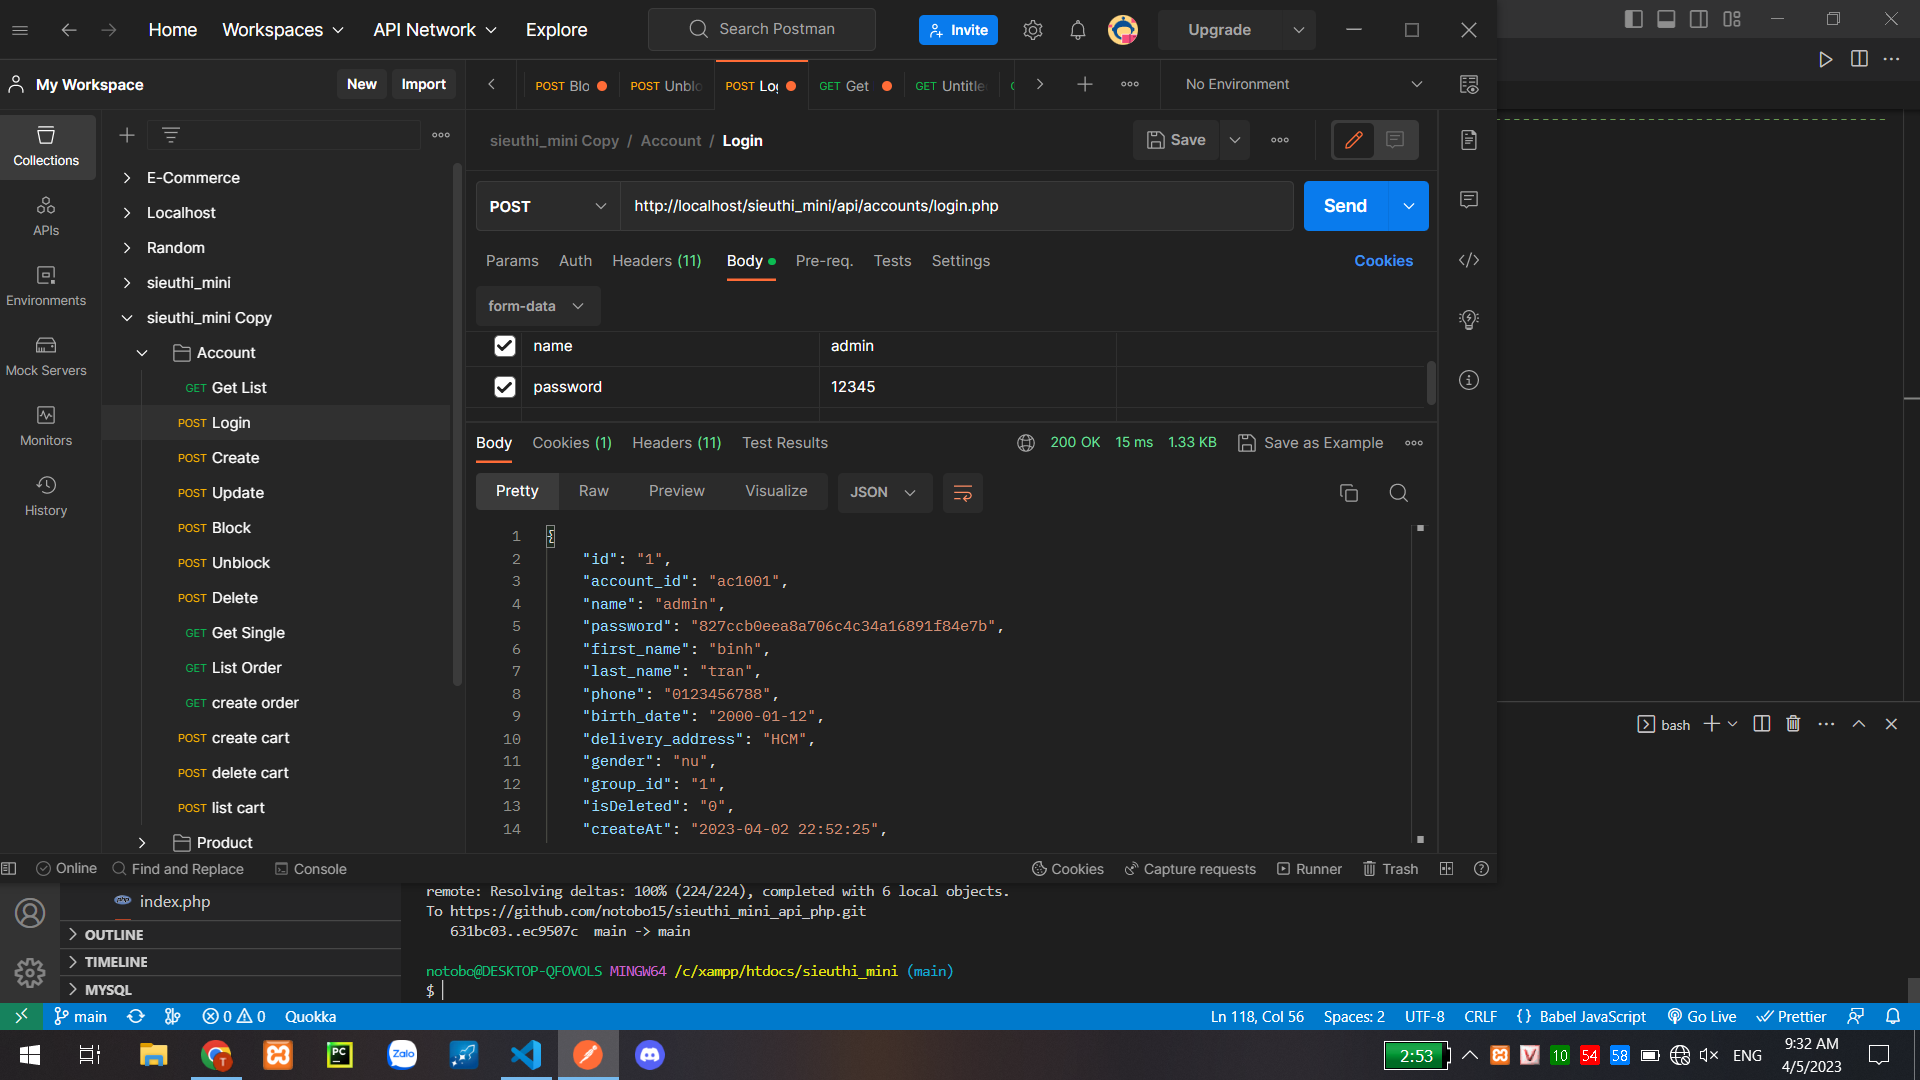 Home Workspaces API Network Explore Search Postman Invite Upgrade
My Workspace New Import POST Blo POST Unblo POST Log GET Get GET Untitle No Environment
Collections
APIs
Environments
Mock Servers
Monitors
History
E-Commerce
Localhost
Random
sieuthi_mini
sieuthi_mini Copy
Account
GET Get List
POST Login
POST Create
POST Update
POST Block
POST Unblock
POST Delete
GET Get Single
GET List Order
GET create order
POST create cart
POST delete cart
POST list cart
Product
sieuthi_mini Copy / Account / Login Save
POST http://localhost/sieuthi_mini/api/accounts/login.php Send
Params Auth Headers (11) Body Pre-req. Tests Settings Cookies
form-data
name admin
password 12345
Body Cookies (1) Headers (11) Test Results 200 OK 15 ms 1.33 KB Save as Example
Pretty Raw Preview Visualize JSON
1 {
2 "id": "1",
3 "account_id": "ac1001",
4 "name": "admin",
5 "password": "827ccb0eea8a706c4c34a16891f84e7b",
6 "first_name": "binh",
7 "last_name": "tran",
8 "phone": "0123456788",
9 "birth_date": "2000-01-12",
10 "delivery_address": "HCM",
11 "gender": "nu",
12 "group_id": "1",
13 "isDeleted": "0",
14 "createAt": "2023-04-02 22:52:25",
bash
Online Find and Replace Console Cookies Capture requests Runner Trash
index.php
OUTLINE
TIMELINE
MYSQL
remote: Resolving deltas: 100% (224/224), completed with 6 local objects.
To https://github.com/notobo15/sieuthi_mini_api_php.git
631bc03..ec9507c main -> main
notobo@DESKTOP-QFOVOLS MINGW64 /c/xampp/htdocs/sieuthi_mini (main)
$
main 0 0 Quokka Ln 118, Col 56 Spaces: 2 UTF-8 CRLF {} Babel JavaScript Go Live Prettier
PC Zalo 2:53 10 54 58 ENG 9:32 AM
4/5/2023